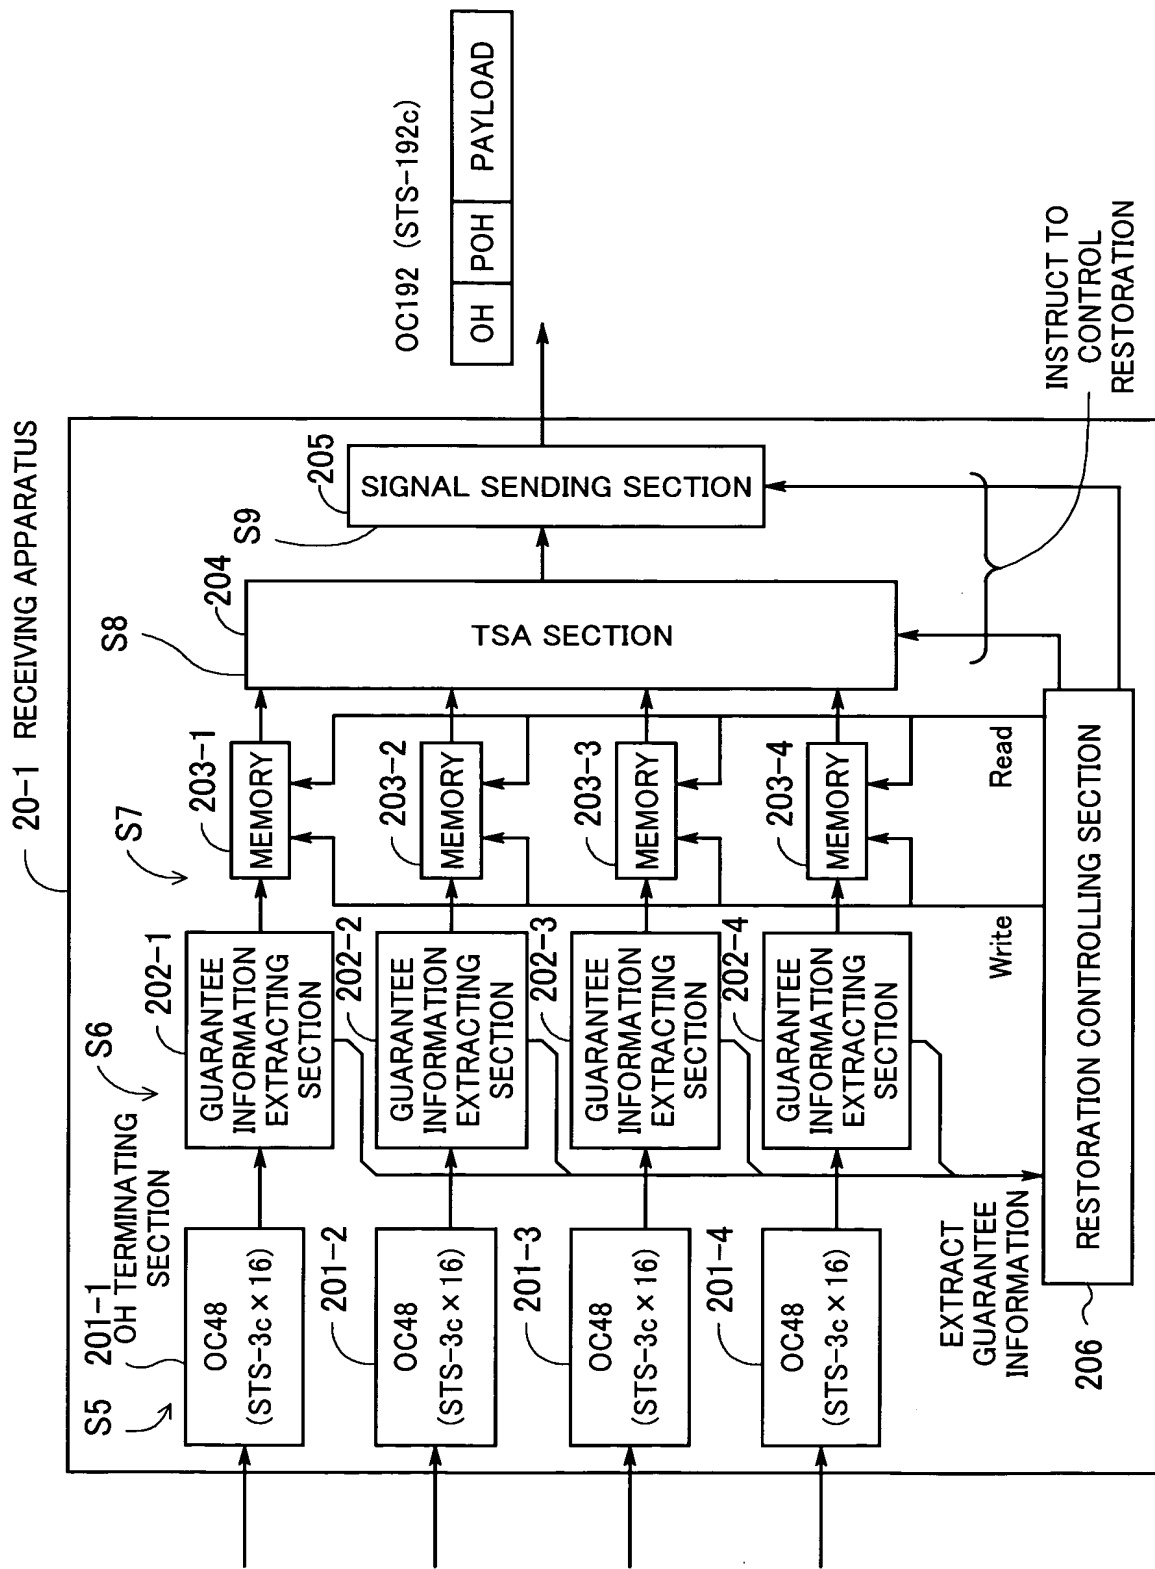 20-1 RECEIVING APPARATUS
S5
201-1
OH TERMINATING
SECTION
OC48
(STS-3c × 16)
201-2
OC48
(STS-3c × 16)
201-3
OC48
(STS-3c × 16)
201-4
OC48
(STS-3c × 16)
S6
202-1
GUARANTEE
INFORMATION
EXTRACTING
SECTION
202-2
GUARANTEE
INFORMATION
EXTRACTING
SECTION
202-3
GUARANTEE
INFORMATION
EXTRACTING
SECTION
202-4
GUARANTEE
INFORMATION
EXTRACTING
SECTION
EXTRACT
GUARANTEE
INFORMATION
S7
203-1
MEMORY
203-2
MEMORY
203-3
MEMORY
203-4
MEMORY
Write
Read
S8
204
TSA SECTION
S9
205
SIGNAL SENDING SECTION
206
RESTORATION CONTROLLING SECTION
INSTRUCT TO
CONTROL
RESTORATION
OC192 (STS-192c)
OH
POH
PAYLOAD